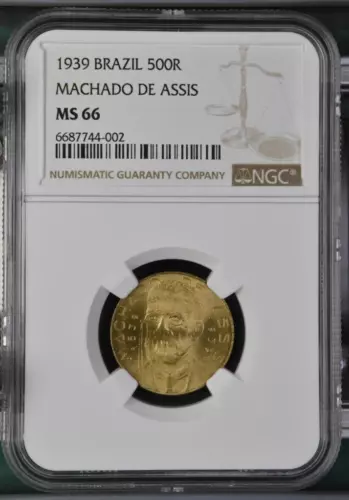 1939 BRAZIL 500R
MACHADO DE ASSIS
MS 66
6687744-002
NUMISMATIC GUARANTY COMPANY NGC®